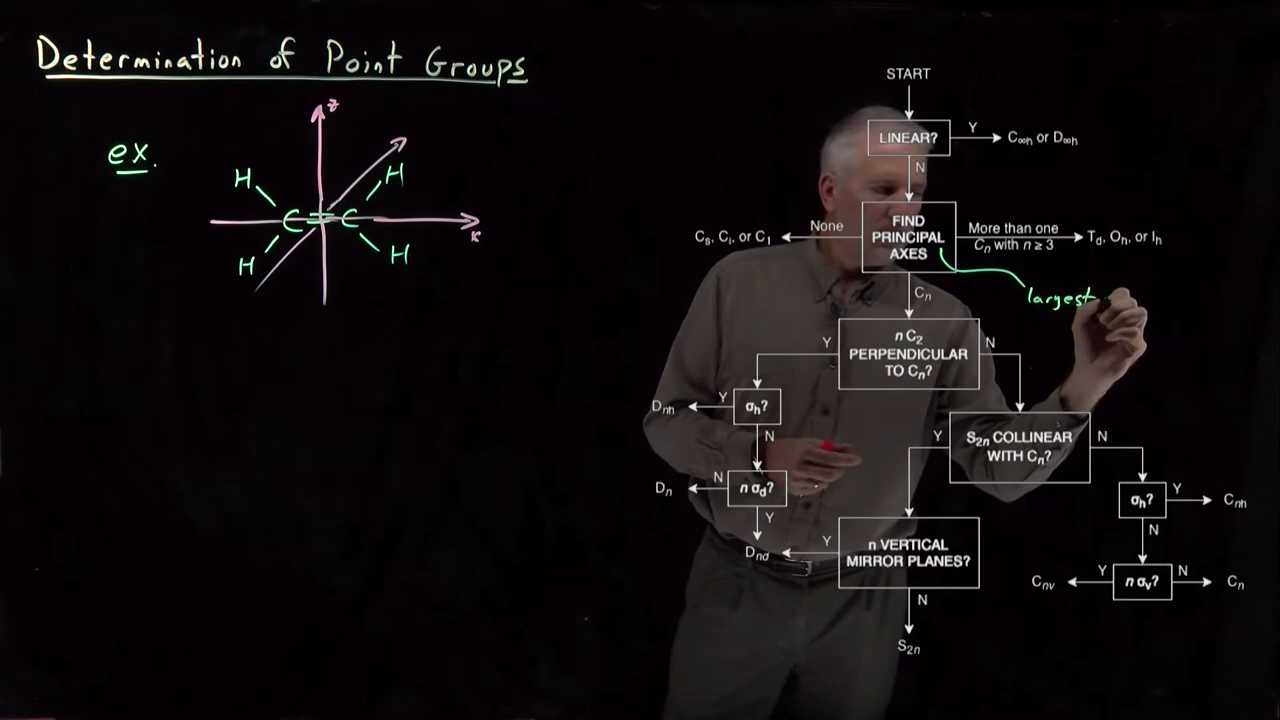 Determination of Point Groups
ex.
z
H
H
C = C
x
H
H
START
LINEAR?
Y
C∞h or D∞h
N
FIND
PRINCIPAL
AXES
None
Cs, Ci, or C1
More than one
Cn with n ≥ 3
Td, Oh, or Ih
largest
Cn
n C2
PERPENDICULAR
TO Cn?
Y
N
σh?
Y
Dnh
N
n σd?
N
Dn
Y
Dnd
S2n COLLINEAR
WITH Cn?
Y
N
n VERTICAL
MIRROR PLANES?
Y
N
S2n
σh?
Y
Cnh
N
n σv?
Y
Cnv
N
Cn